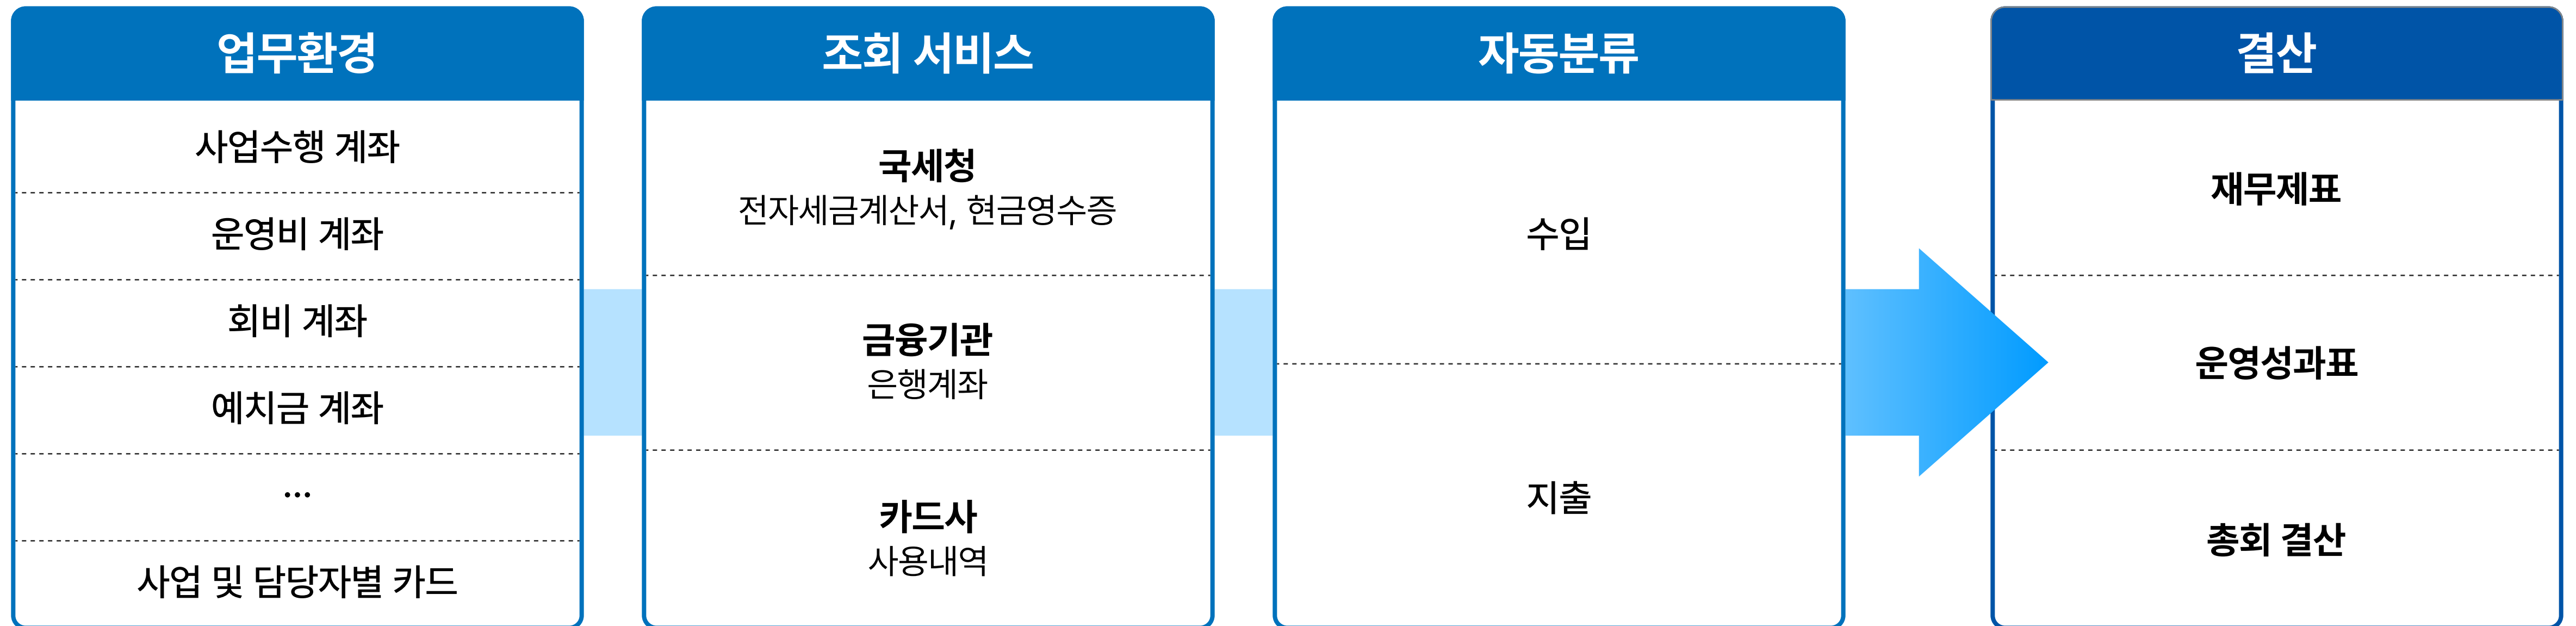 업무환경
사업수행 계좌
운영비 계좌
회비 계좌
예치금 계좌
...
사업 및 담당자별 카드
조회 서비스
국세청
전자세금계산서, 현금영수증
금융기관
은행계좌
카드사
사용내역
자동분류
수입
지출
결산
재무제표
운영성과표
총회 결산